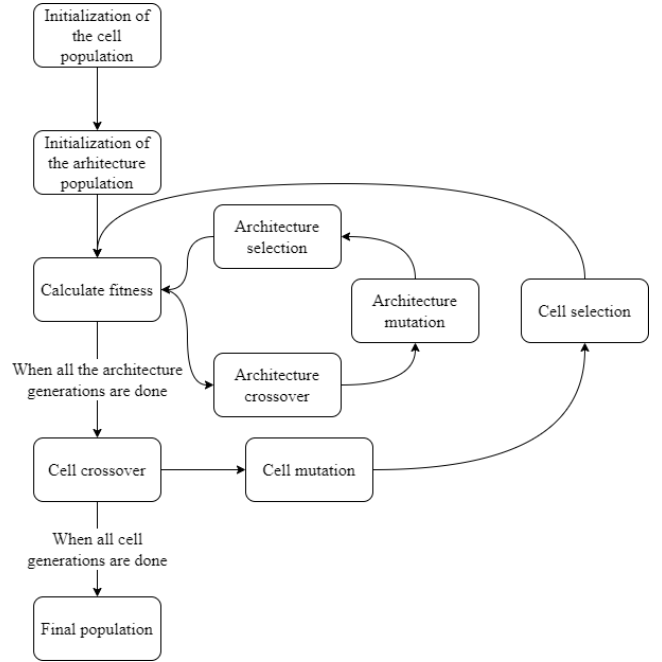 Initialization of
the cell
population
Initialization of
the arhitecture
population
Architecture
selection
Calculate fitness
Architecture
mutation
Cell selection
When all the architecture
generations are done
Architecture
crossover
Cell crossover
Cell mutation
When all cell
generations are done
Final population